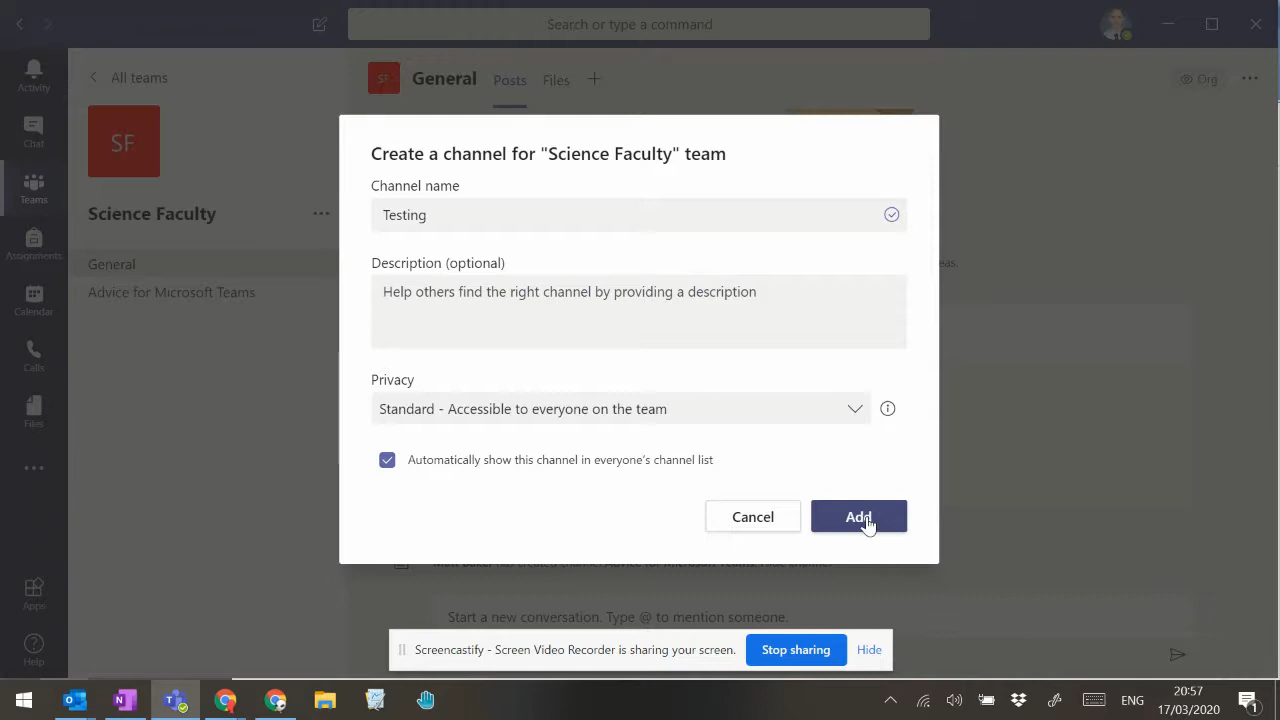 Search or type a command
Activity
Chat
Teams
Assignments
Calendar
Calls
Files
Apps
Help
All teams
SF
Science Faculty
General
Advice for Microsoft Teams
SF
General
Posts
Files
Org
Create a channel for "Science Faculty" team
Channel name
Testing
Description (optional)
Help others find the right channel by providing a description
Privacy
Standard - Accessible to everyone on the team
Automatically show this channel in everyone's channel list
Cancel
Add
Start a new conversation. Type @ to mention someone.
Screencastify - Screen Video Recorder is sharing your screen.
Stop sharing
Hide
ENG
20:57
17/03/2020
1